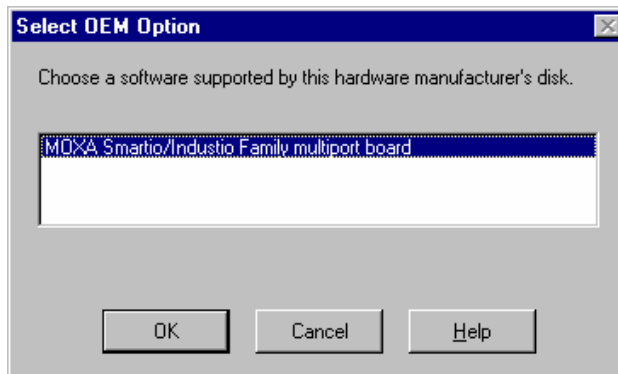 Select OEM Option
Choose a software supported by this hardware manufacturer's disk.
MOXA Smartio/Industio Family multiport board
OK
Cancel
Help